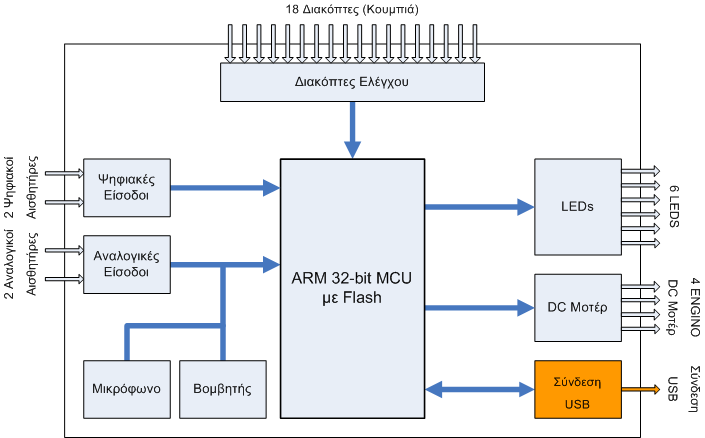 18 Διακόπτες (Κουμπιά)
Διακόπτες Ελέγχου
2 Ψηφιακοί
Αισθητήρες
Ψηφιακές
Είσοδοι
2 Αναλογικοί
Αισθητήρες
Αναλογικές
Είσοδοι
Μικρόφωνο
Βομβητής
ARM 32-bit MCU
με Flash
LEDs
6 LEDS
DC Μοτέρ
4 ENGINO
DC Μοτέρ
Σύνδεση
USB
Σύνδεση
USB